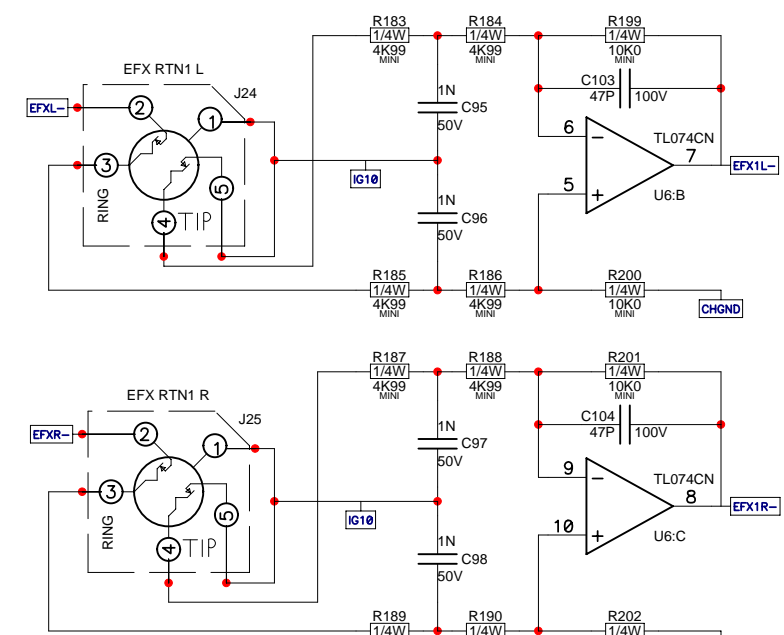 R183
1/4W
4K99
MINI
R184
1/4W
4K99
MINI
R199
1/4W
10K0
MINI
EFX RTN1 L
J24
EFXL-
2
1
3
5
4
RING
TIP
1N
C95
50V
IG10
1N
C96
50V
C103
47P
100V
6
5
TL074CN
7
U6:B
EFX1L-
R185
1/4W
4K99
MINI
R186
1/4W
4K99
MINI
R200
1/4W
10K0
MINI
CHGND
R187
1/4W
4K99
MINI
R188
1/4W
4K99
MINI
R201
1/4W
10K0
MINI
EFX RTN1 R
J25
EFXR-
2
1
3
5
4
RING
TIP
1N
C97
50V
IG10
1N
C98
50V
C104
47P
100V
9
10
TL074CN
8
U6:C
EFX1R-
R189
1/4W
R190
1/4W
R202
1/4W